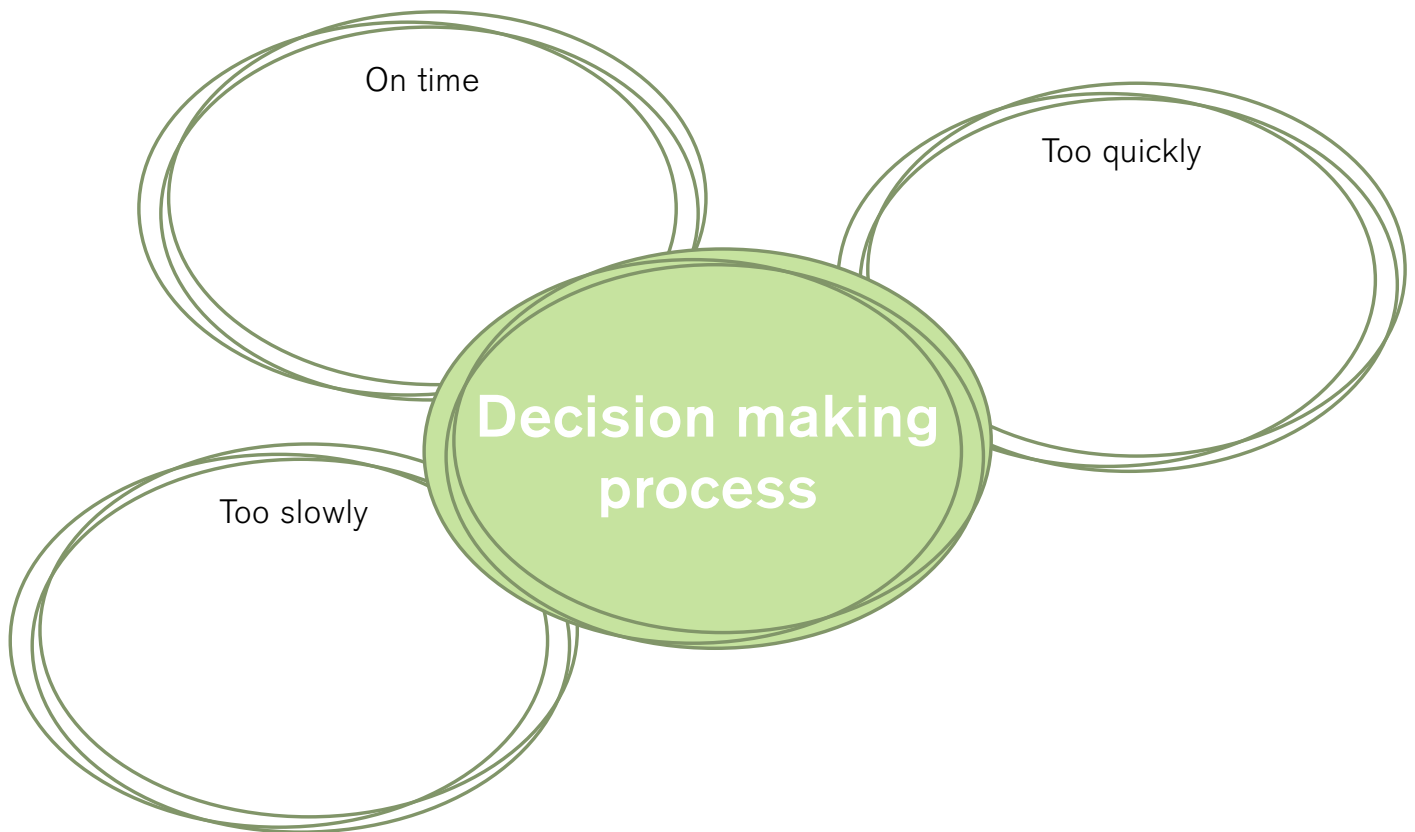 On time
Too quickly
Decision making
process
Too slowly